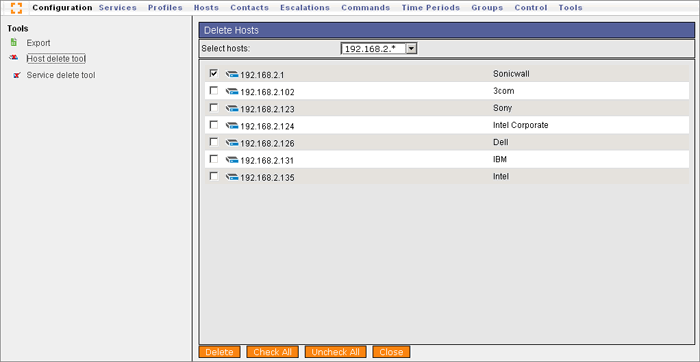 Configuration Services Profiles Hosts Contacts Escalations Commands Time Periods Groups Control Tools
Tools
Export
Host delete tool
Service delete tool
Delete Hosts
Select hosts: 192.168.2.*
192.168.2.1 Sonicwall
192.168.2.102 3com
192.168.2.123 Sony
192.168.2.124 Intel Corporate
192.168.2.126 Dell
192.168.2.131 IBM
192.168.2.135 Intel
Delete Check All Uncheck All Close